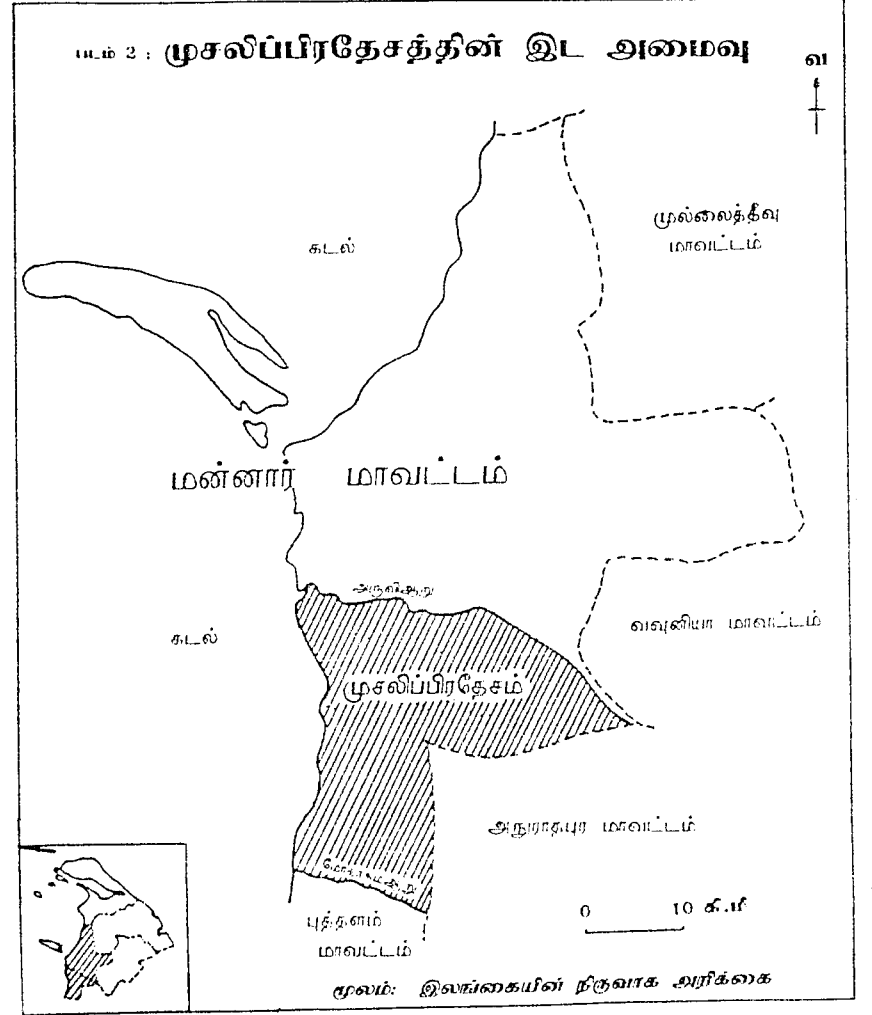 படம் 2 : முசலிப்பிரதேசத்தின் இட அமைவு
வ
முல்லைத்தீவு
மாவட்டம்
கடல்
மன்னார் மாவட்டம்
அருவிஆறு
வவுனியா மாவட்டம்
கடல்
முசலிப்பிரதேசம்
அநுராதபுர மாவட்டம்
புத்தளம்
மாவட்டம்
0 10 கி.மீ
மூலம்: இலங்கையின் நிருவாக அறிக்கை